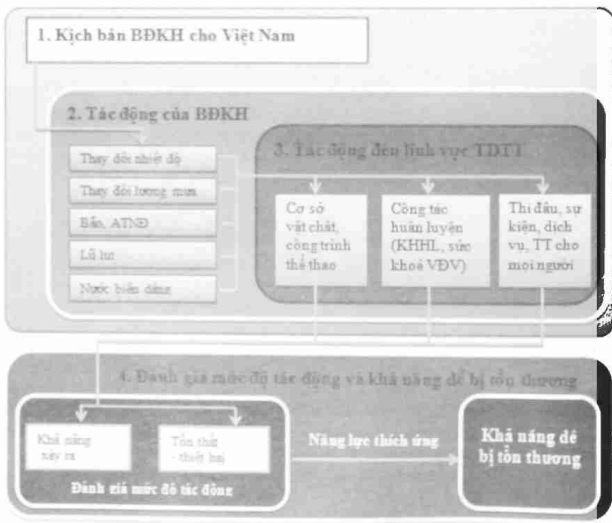 1. Kịch bản BĐKH cho Việt Nam
2. Tác động của BĐKH
Thay đổi nhiệt độ
Thay đổi lượng mưa
Bão, ATNĐ
Lũ lụt
Nước biển dâng
3. Tác động đến lĩnh vực TDTT
Cơ sở
vật chất,
công trình
thể thao
Công tác
huấn luyện
(KHHL, sức
khoẻ VĐV)
Thi đấu, sự
kiện, dịch
vụ, TT cho
mọi người
4. Đánh giá mức độ tác động và khả năng dễ bị tổn thương
Khả năng
xảy ra
Tổn thất
- thiệt hại
Đánh giá mức độ tác động
Năng lực thích ứng
Khả năng dễ
bị tổn thương